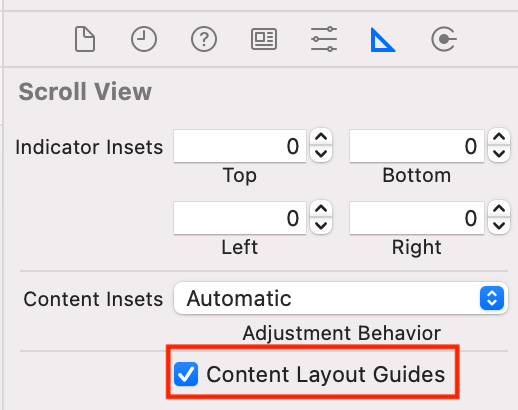 Scroll View
Indicator Insets 0 0
Top Bottom
0 0
Left Right
Content Insets Automatic
Adjustment Behavior
Content Layout Guides